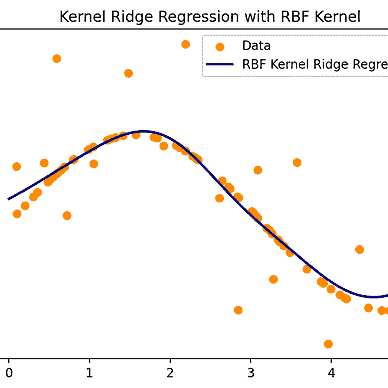 Kernel Ridge Regression with RBF Kernel
Data
RBF Kernel Ridge Regre
0 1 2 3 4